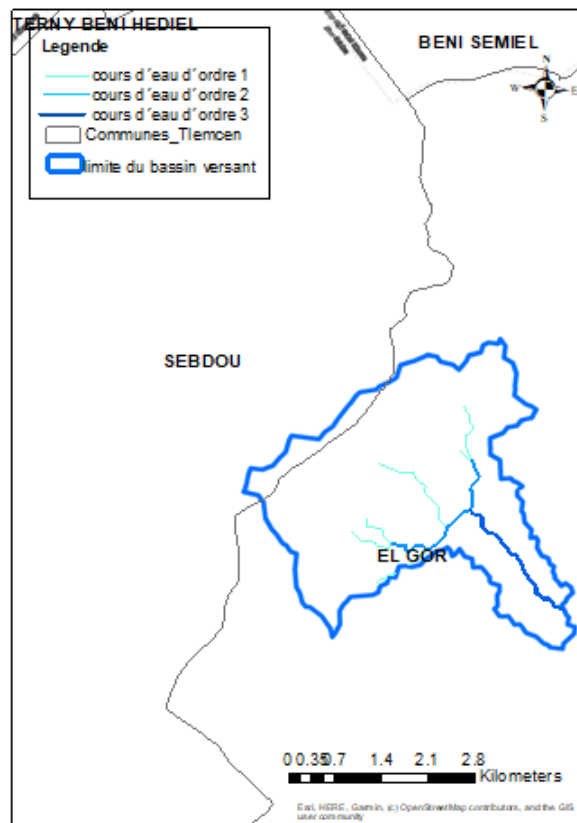 TERNY BENI HEDIEL
Legende
cours d'eau d'ordre 1
cours d'eau d'ordre 2
cours d'eau d'ordre 3
Communes_Tlemcen
limite du bassin versant
BENI SEMIEL
N
W E
S
SEBDOU
EL GOR
0 0.35 0.7 1.4 2.1 2.8
Kilometers
Esri, HERE, Garmin, (c) OpenStreetMap contributors, and the GIS
user community